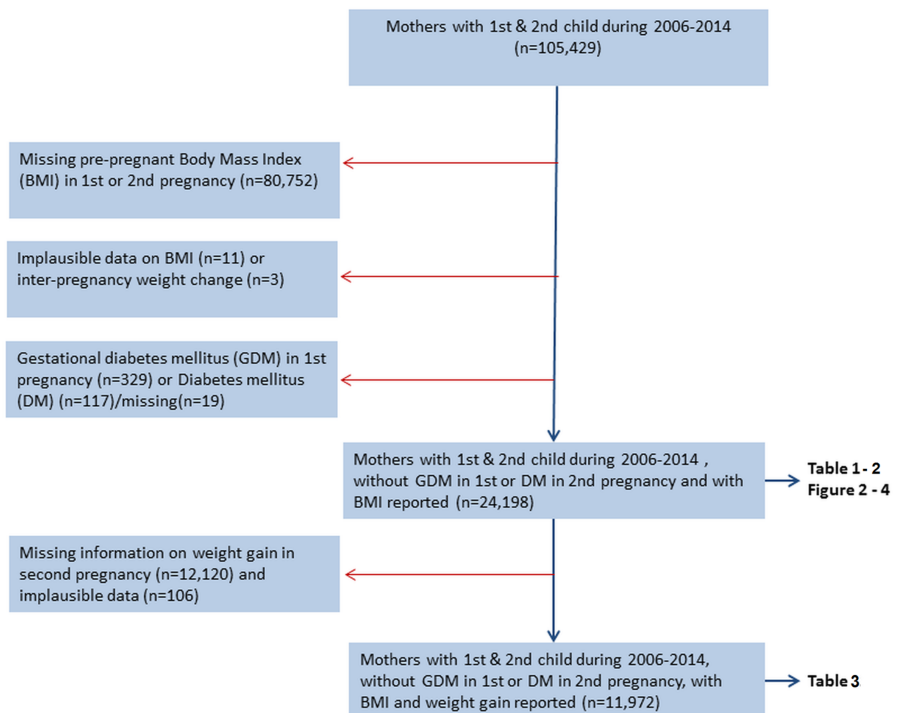 Mothers with 1st & 2nd child during 2006-2014
(n=105,429)
Missing pre-pregnant Body Mass Index
(BMI) in 1st or 2nd pregnancy (n=80,752)
Implausible data on BMI (n=11) or
inter-pregnancy weight change (n=3)
Gestational diabetes mellitus (GDM) in 1st
pregnancy (n=329) or Diabetes mellitus
(DM) (n=117)/missing(n=19)
Mothers with 1st & 2nd child during 2006-2014 ,
without GDM in 1st or DM in 2nd pregnancy and with
BMI reported (n=24,198)
Table 1 - 2
Figure 2 - 4
Missing information on weight gain in
second pregnancy (n=12,120) and
implausible data (n=106)
Mothers with 1st & 2nd child during 2006-2014,
without GDM in 1st or DM in 2nd pregnancy, with
BMI and weight gain reported (n=11,972)
Table 3